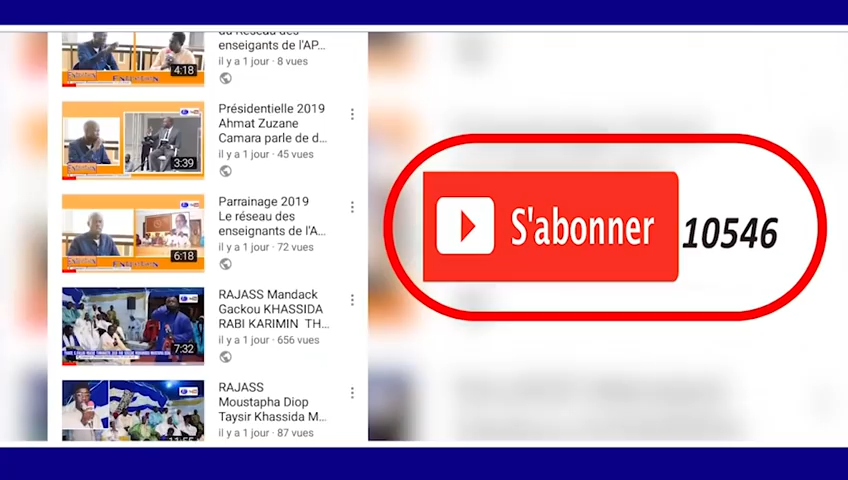 du Réseau des
enseigants de l'AP...
il y a 1 jour · 8 vues
4:18
Présidentielle 2019
Ahmat Zuzane
Camara parle de d...
il y a 1 jour · 45 vues
3:39
Parrainage 2019
Le réseau des
enseignants de l'A...
il y a 1 jour · 72 vues
6:18
RAJASS Mandack
Gackou KHASSIDA
RABI KARIMIN TH...
il y a 1 jour · 656 vues
7:32
RAJASS
Moustapha Diop
Taysir Khassida M...
il y a 1 jour · 87 vues
11:55
S'abonner
10546